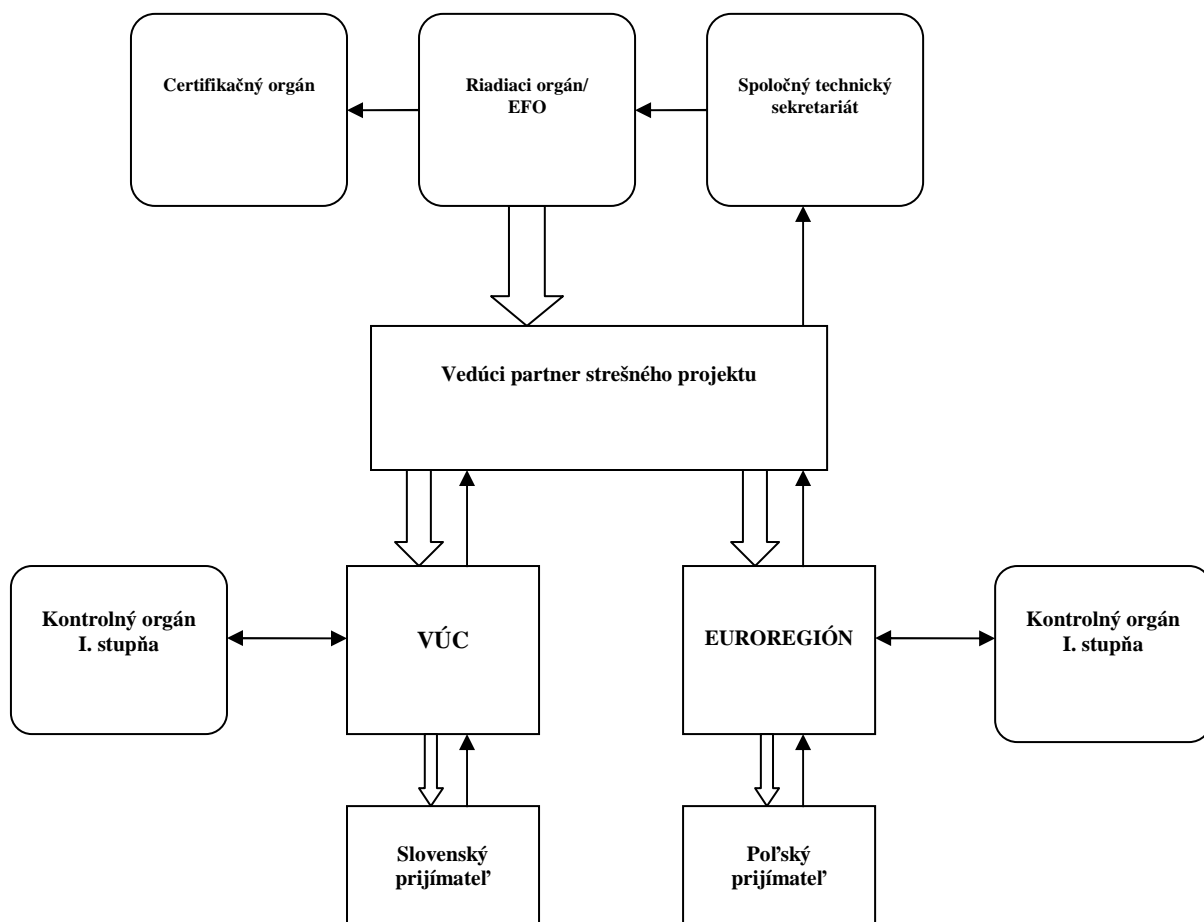 Certifikačný orgán
Riadiaci orgán/
EFO
Spoločný technický
sekretariát
Vedúci partner strešného projektu
Kontrolný orgán
I. stupňa
VÚC
EUROREGIÓN
Kontrolný orgán
I. stupňa
Slovenský
prijímateľ
Poľský
prijímateľ